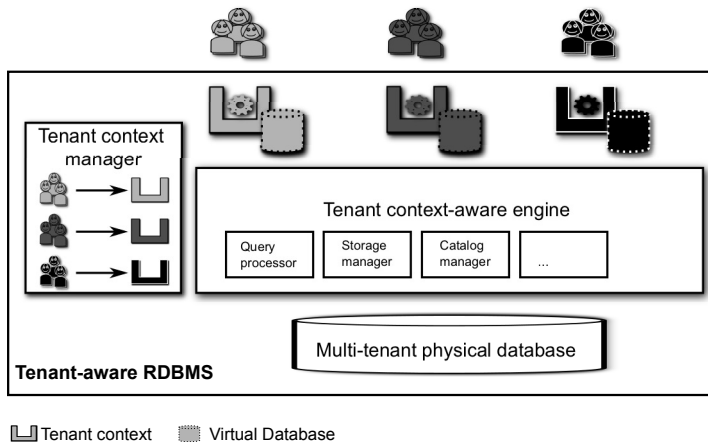 Tenant context
manager
Tenant context-aware engine
Query
processor
Storage
manager
Catalog
manager
...
Multi-tenant physical database
Tenant-aware RDBMS
Tenant context
Virtual Database